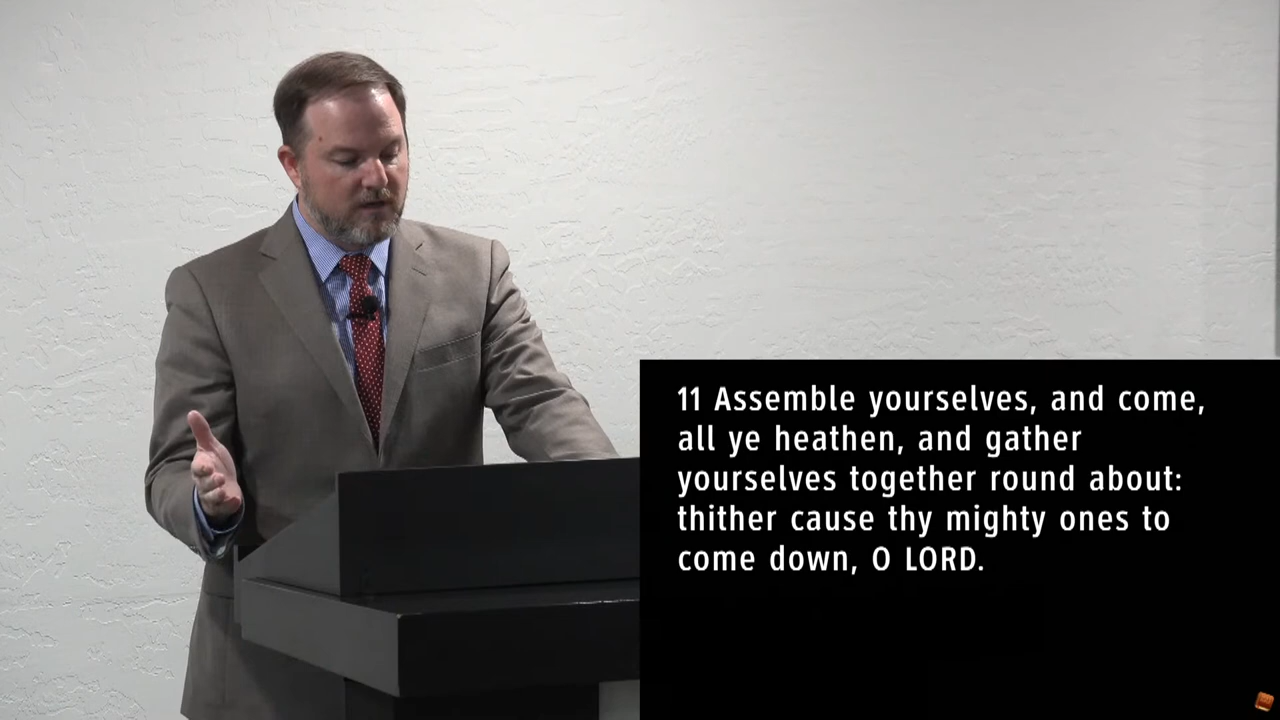 11 Assemble yourselves, and come,
all ye heathen, and gather
yourselves together round about:
thither cause thy mighty ones to
come down, O LORD.